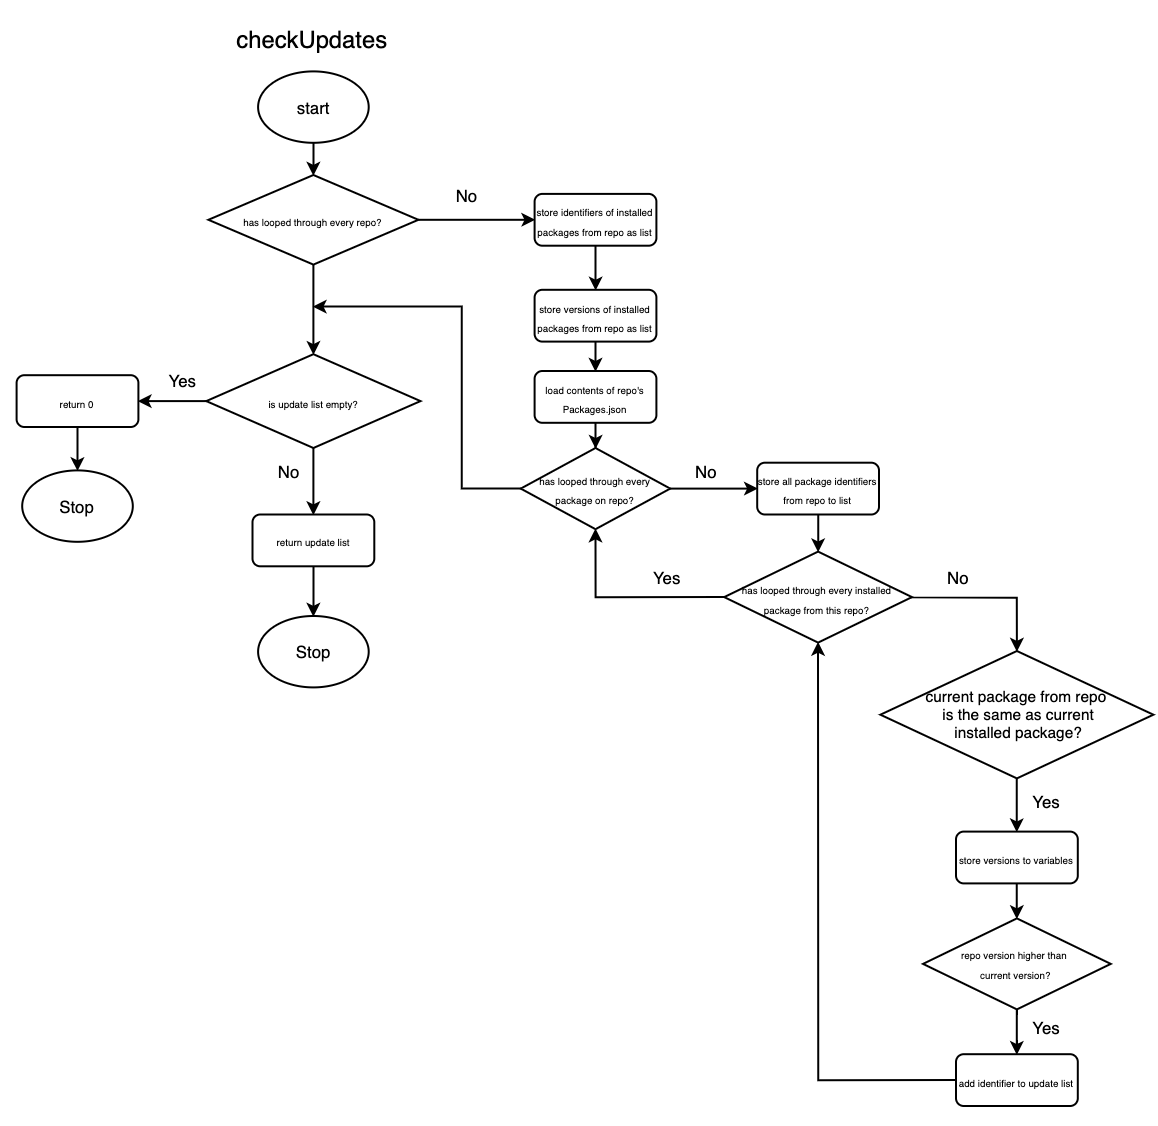 checkUpdates
start
has looped through every repo?
No
store identifiers of installed
packages from repo as list
store versions of installed
packages from repo as list
load contents of repo's
Packages.json
is update list empty?
Yes
return 0
Stop
No
return update list
Stop
has looped through every
package on repo?
No
store all package identifiers
from repo to list
has looped through every installed
package from this repo?
Yes
No
current package from repo
is the same as current
installed package?
Yes
store versions to variables
repo version higher than
current version?
Yes
add identifier to update list